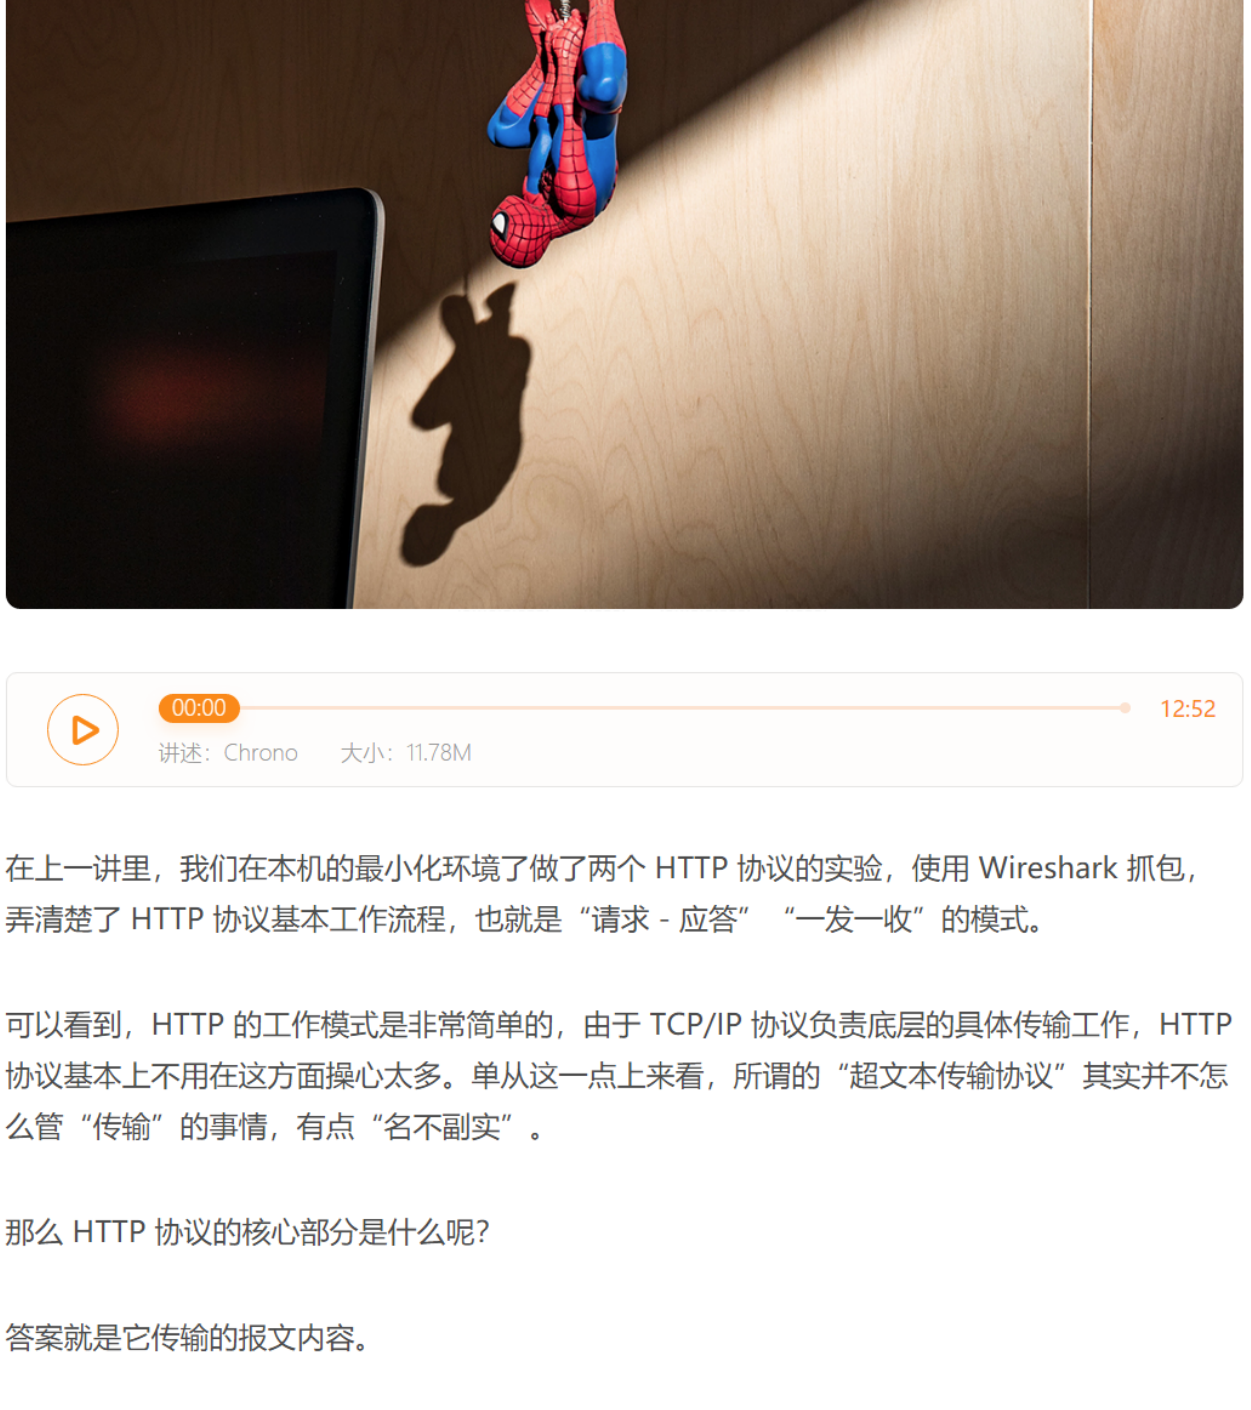 00:00
12:52
讲述：Chrono 大小：11.78M
在上一讲里，我们在本机的最小化环境了做了两个 HTTP 协议的实验，使用 Wireshark 抓包，
弄清楚了 HTTP 协议基本工作流程，也就是“请求 - 应答”“一发一收”的模式。
可以看到，HTTP 的工作模式是非常简单的，由于 TCP/IP 协议负责底层的具体传输工作，HTTP
协议基本上不用在这方面操心太多。单从这一点上来看，所谓的“超文本传输协议”其实并不怎
么管“传输”的事情，有点“名不副实”。
那么 HTTP 协议的核心部分是什么呢？
答案就是它传输的报文内容。